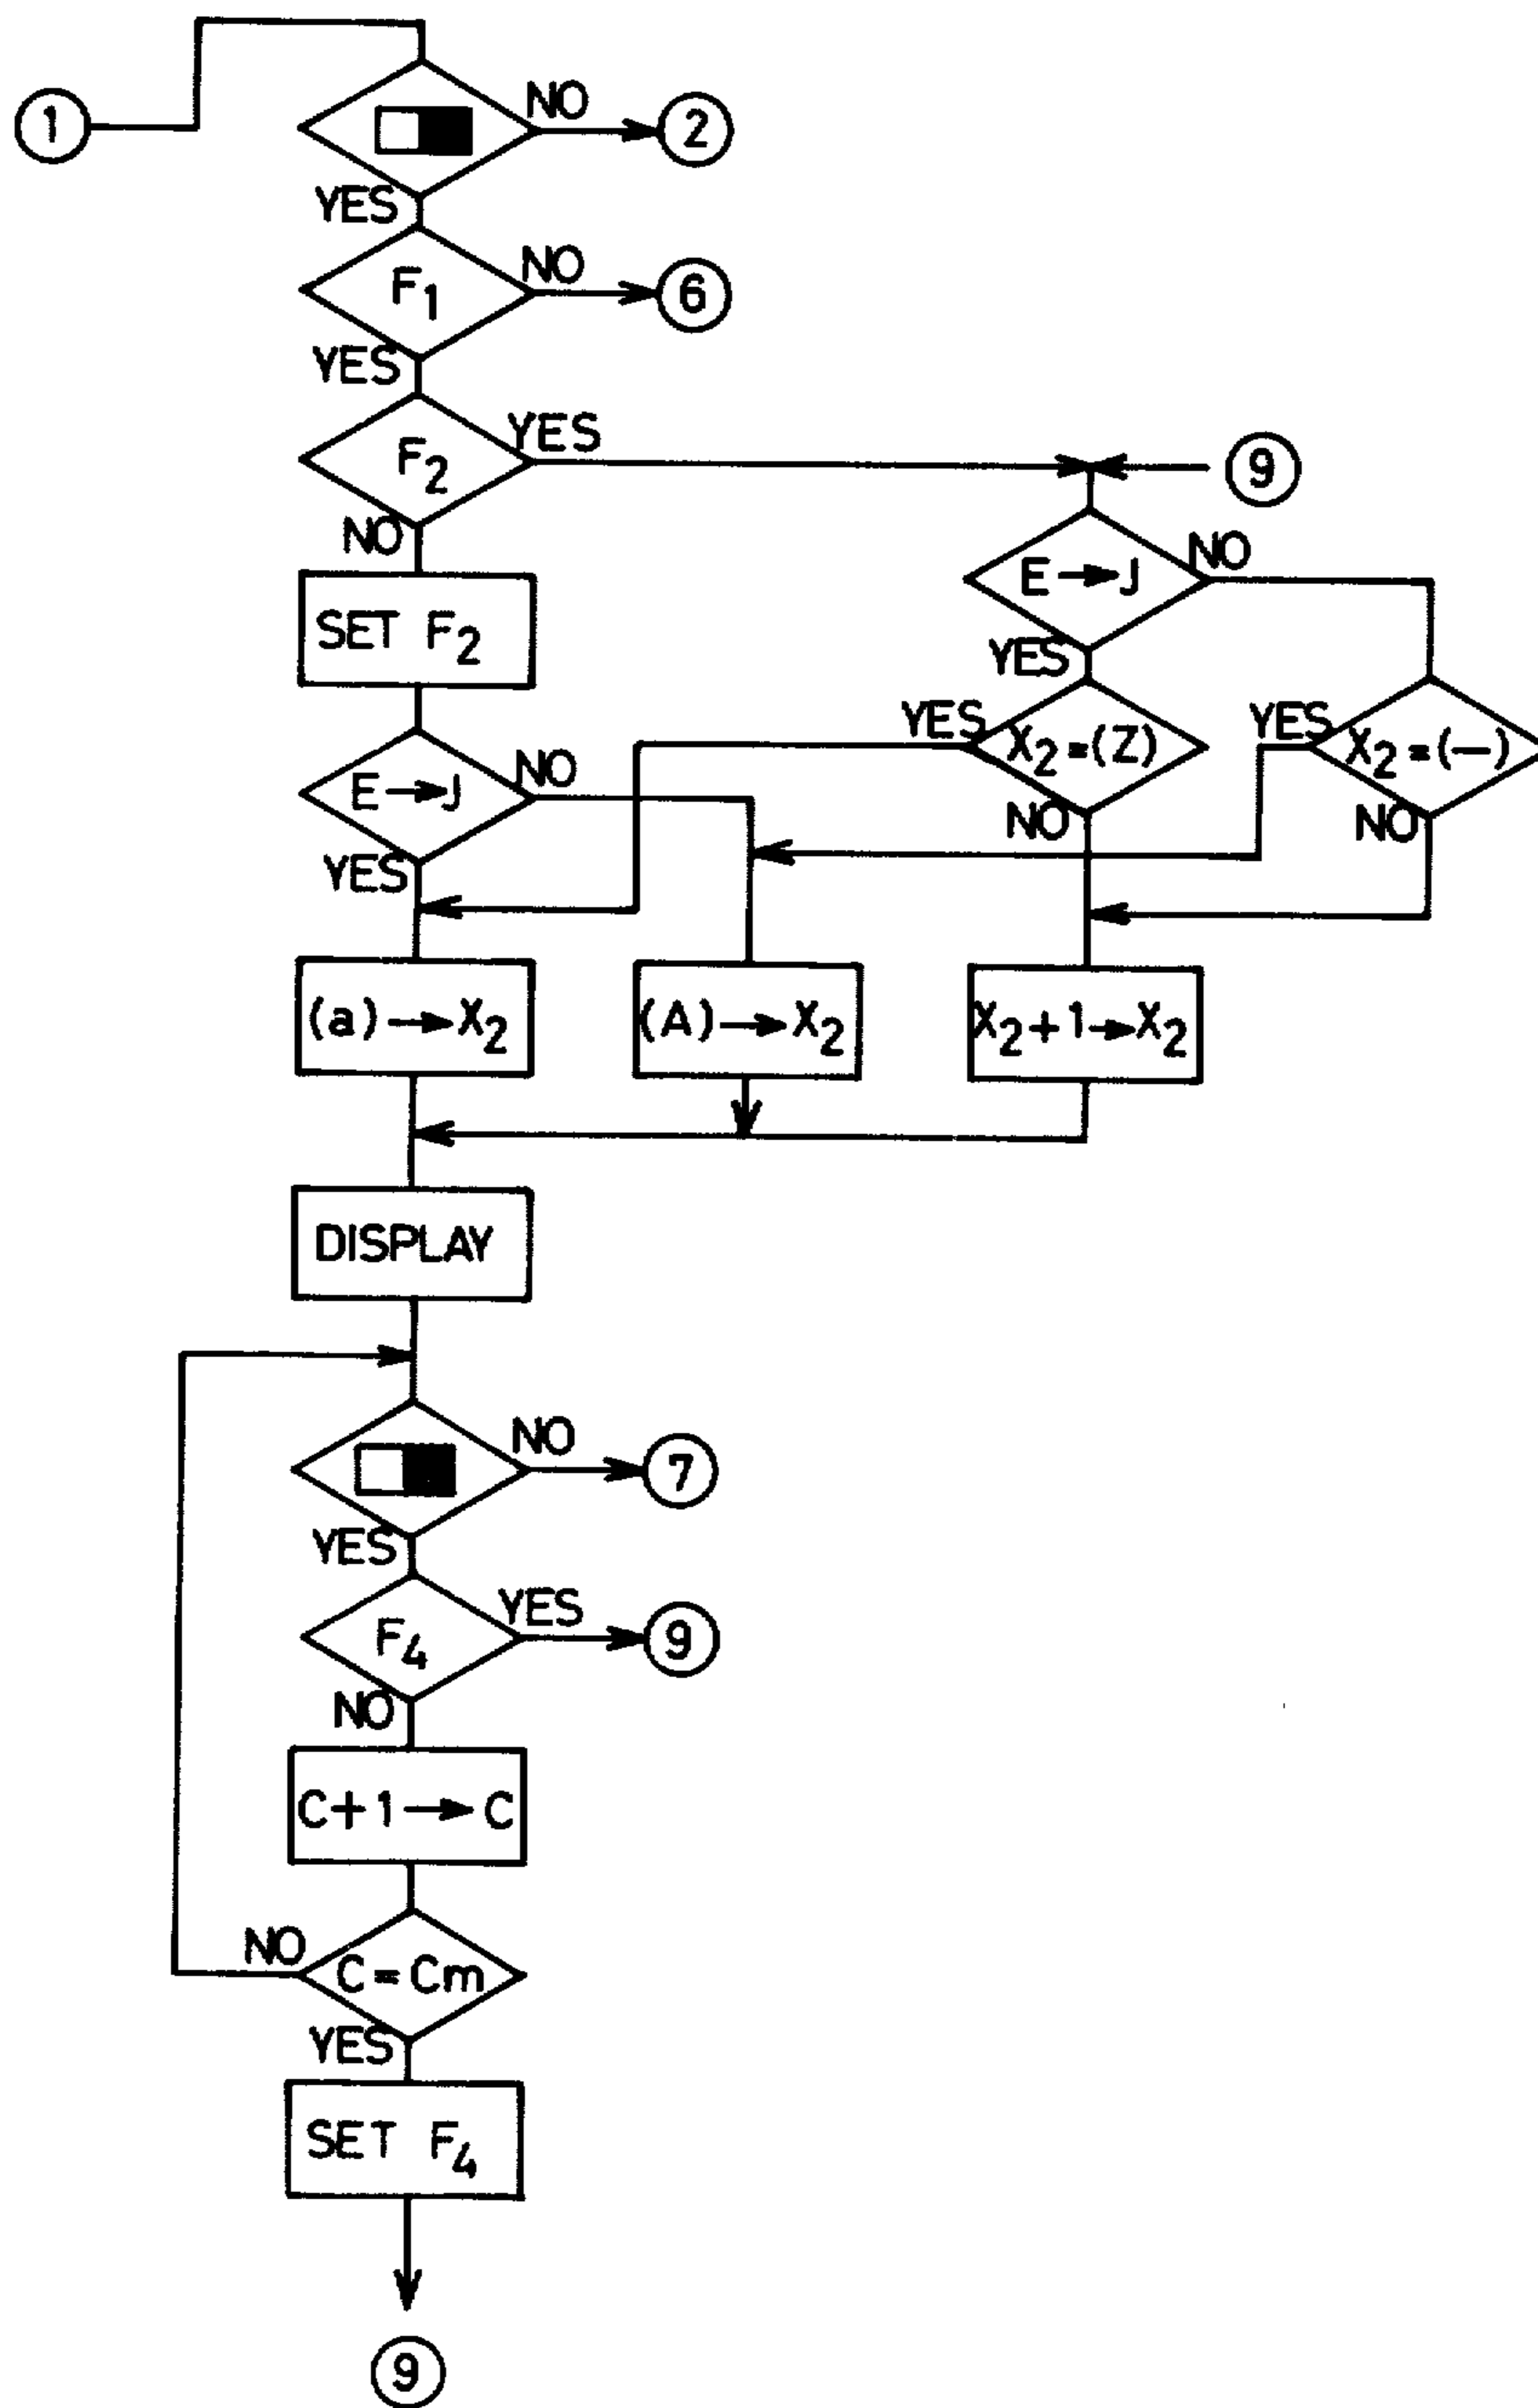 1
NO
2
YES
F1
NO
6
YES
F2
YES
9
NO
SET F2
E→J
NO
YES
E→J
NO
YES
YES
X2=(Z)
YES
X2=(—)
NO
NO
YES
(a)→X2
(A)→X2
X2+1→X2
DISPLAY
NO
7
YES
F4
YES
9
NO
C+1→C
NO
C=Cm
YES
SET F4
9